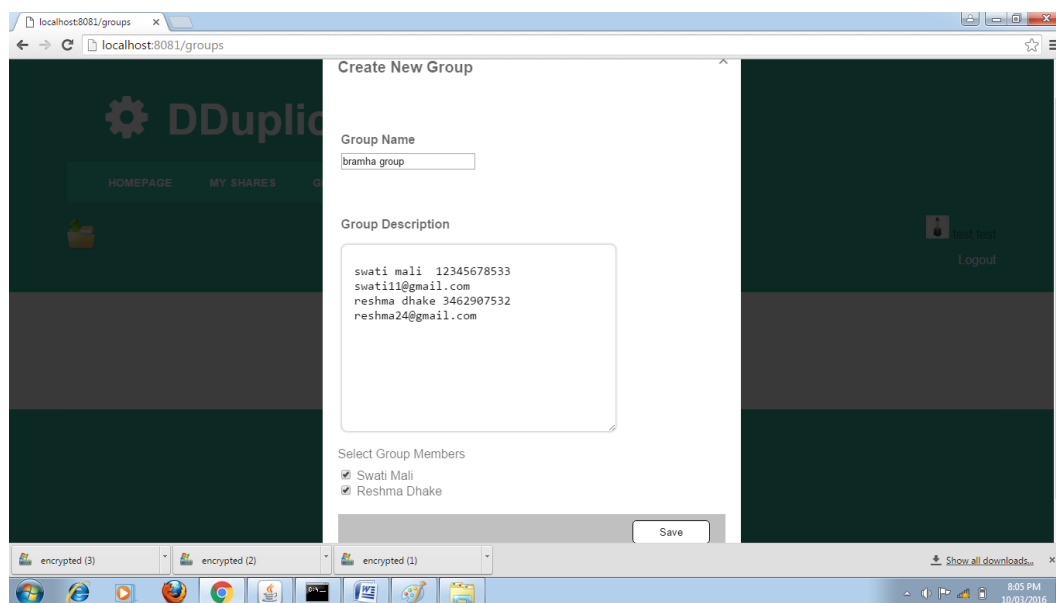 localhost:8081/groups
localhost:8081/groups
Create New Group
DDuplic
Group Name
bramha group
HOMEPAGE MY SHARES G
Group Description
test test
Logout
swati mali 12345678533
swati11@gmail.com
reshma dhake 3462907532
reshma24@gmail.com
Select Group Members
Swati Mali
Reshma Dhake
Save
encrypted (3) encrypted (2) encrypted (1) Show all downloads...
8:05 PM
10/03/2016